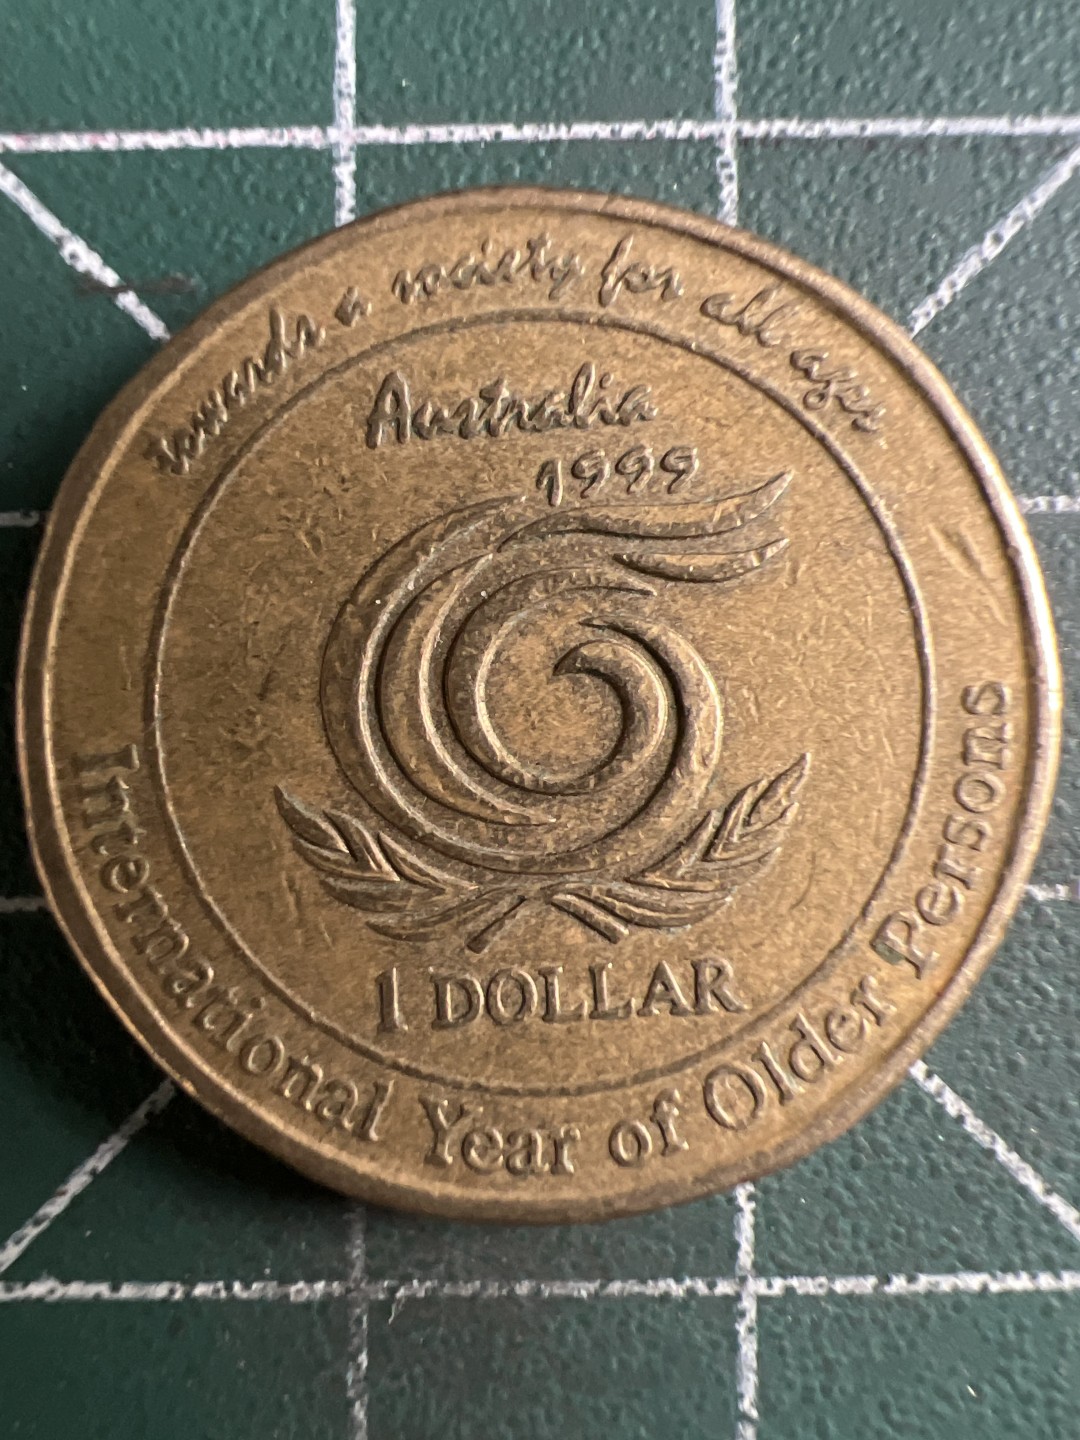 towards a society for all ages
Australia
1999
1 DOLLAR
International Year of Older Persons